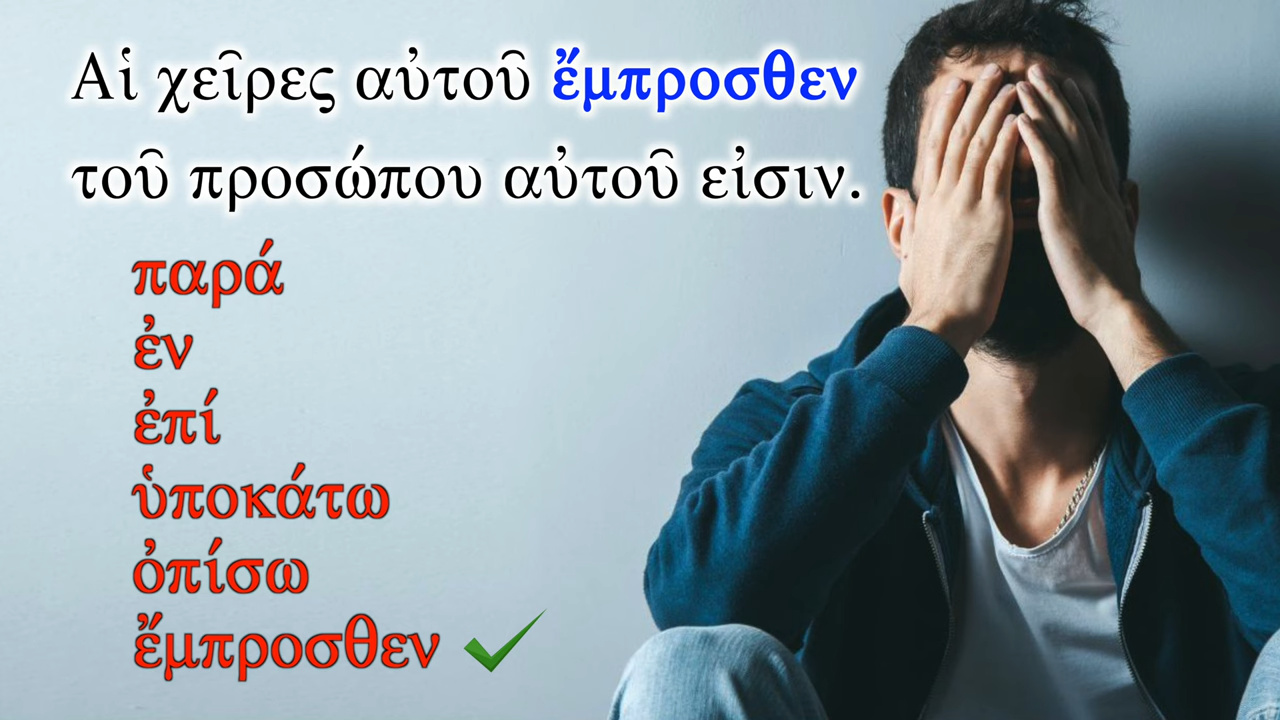 Αἱ χεῖρες αὐτοῦ ἔμπροσθεν
τοῦ προσώπου αὐτοῦ εἰσιν.
παρά
ἐν
ἐπί
ὑποκάτω
ὀπίσω
ἔμπροσθεν